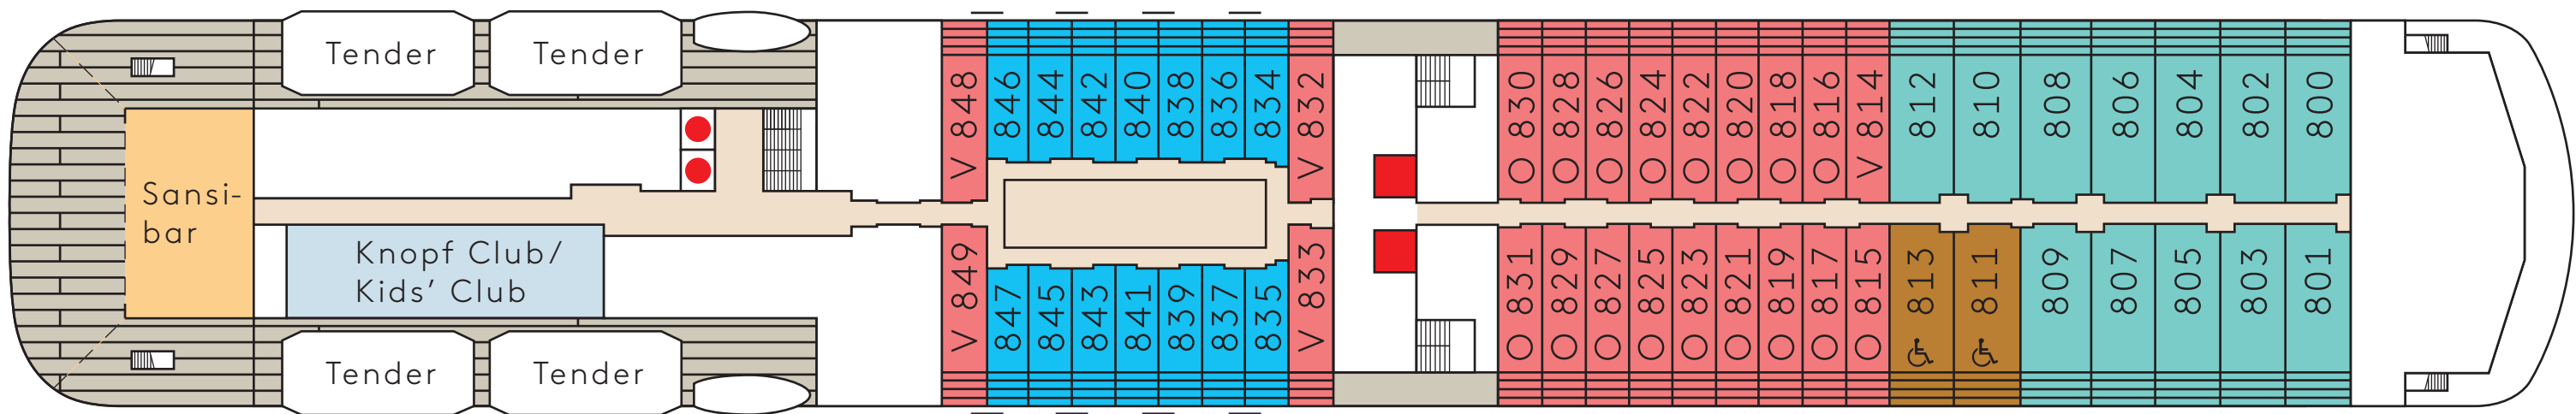 Tender
Tender
V 848
846
844
842
840
838
836
834
V 832
O 830
O 828
O 826
O 824
O 822
O 820
O 818
O 816
V 814
812
810
808
806
804
802
800
Sansi-
bar
Knopf Club/
Kids’ Club
V 849
847
845
843
841
839
837
835
V 833
O 831
O 829
O 827
O 825
O 823
O 821
O 819
O 817
O 815
813
811
809
807
805
803
801
Tender
Tender